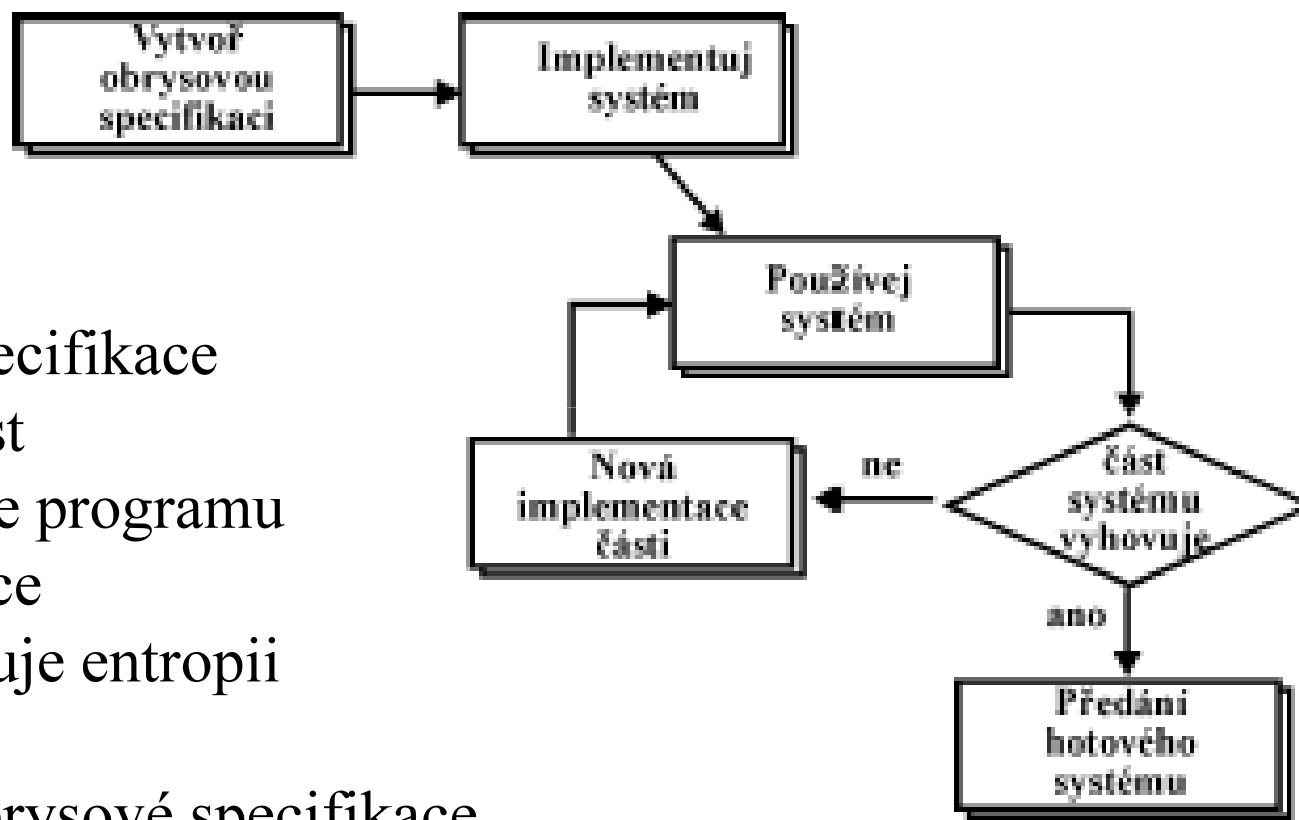 Vytvoř
obrysovou
specifikaci
Implementuj
systém
Používej
systém
ecifikace
st
e programu
ce
uje entropii
rysové specifikace
Nová
implementace
části
ne
část
systému
vyhovuje
ano
Předání
hotového
systému